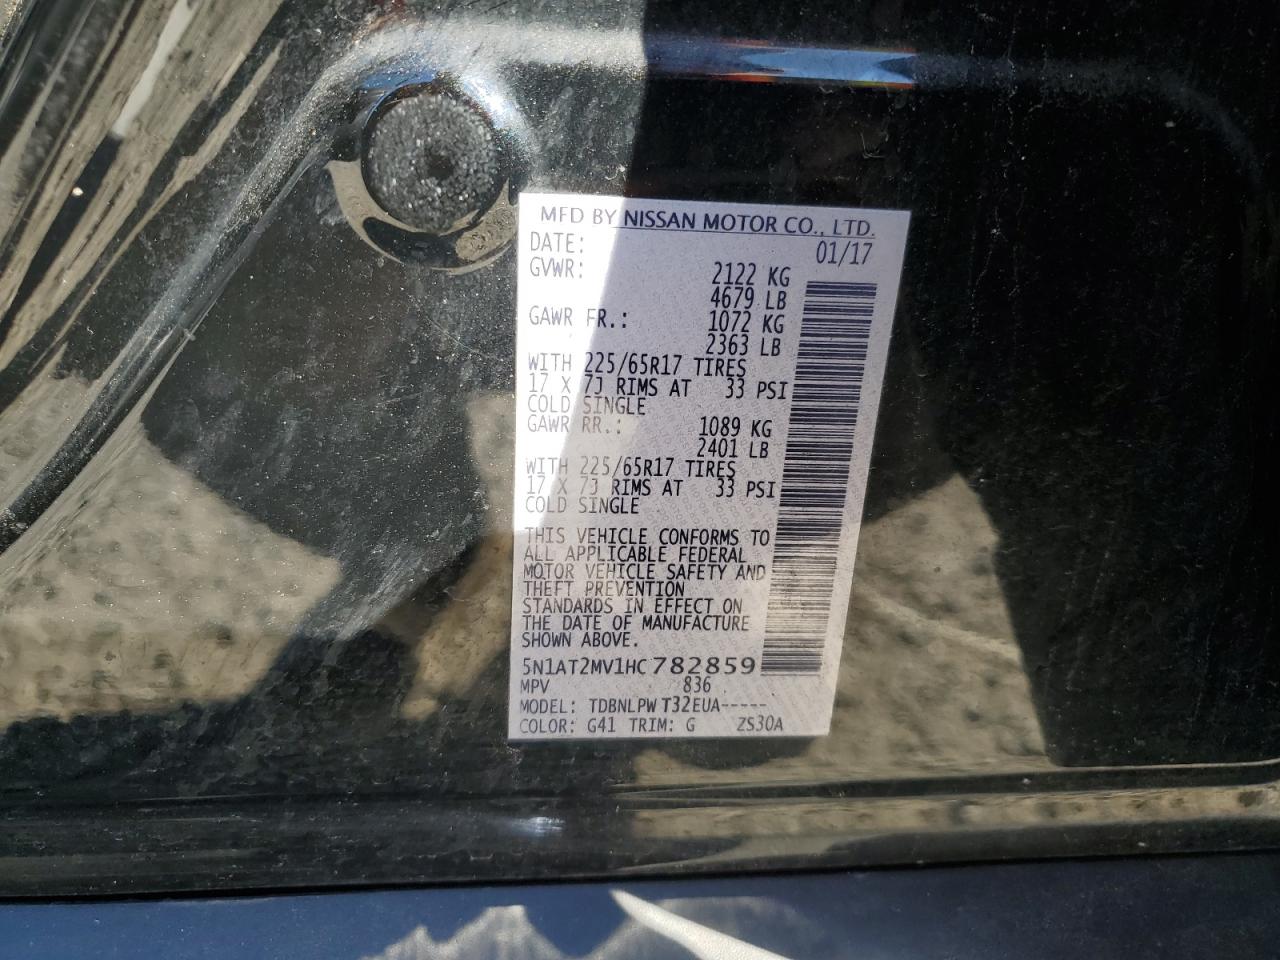 MFD BY NISSAN MOTOR CO., LTD.
DATE: 01/17
GVWR: 2122 KG
4679 LB
GAWR FR.: 1072 KG
2363 LB
WITH 225/65R17 TIRES
17 X 7J RIMS AT 33 PSI
COLD SINGLE
GAWR RR.: 1089 KG
2401 LB
WITH 225/65R17 TIRES
17 X 7J RIMS AT 33 PSI
COLD SINGLE
THIS VEHICLE CONFORMS TO
ALL APPLICABLE FEDERAL
MOTOR VEHICLE SAFETY AND
THEFT PREVENTION
STANDARDS IN EFFECT ON
THE DATE OF MANUFACTURE
SHOWN ABOVE.
5N1AT2MV1HC782859
MPV 836
MODEL: TDBNLPW T32EUA-----
COLOR: G41 TRIM: G ZS30A